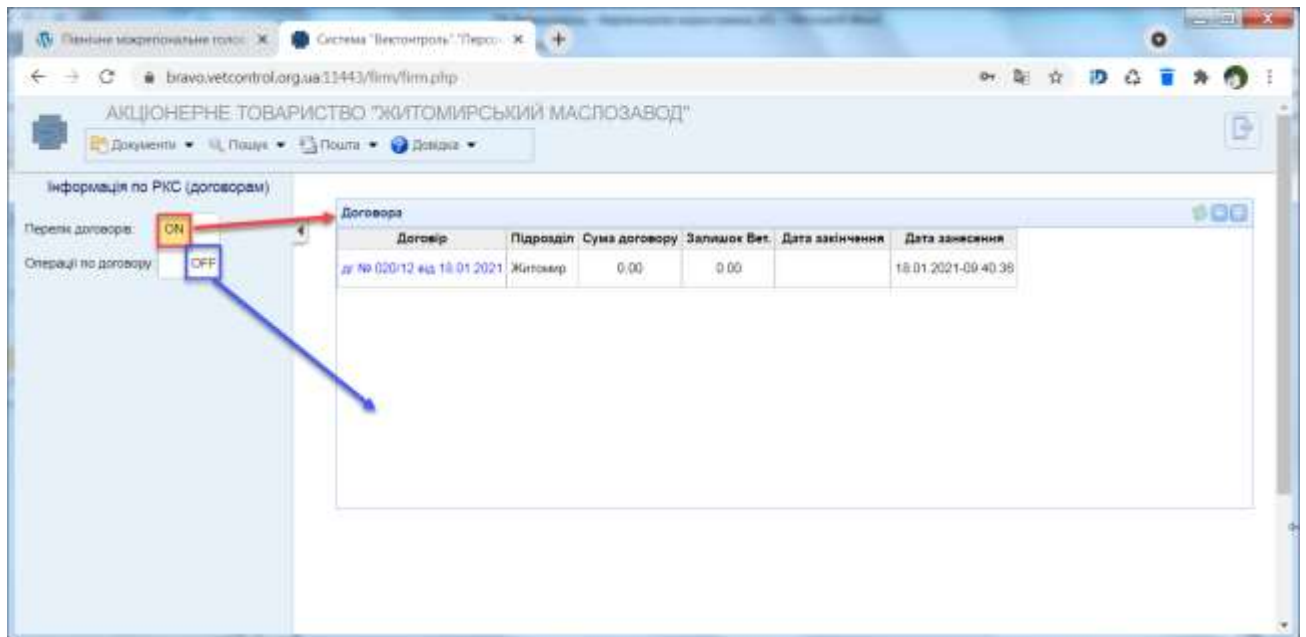 Система "Ветконтроль"."Персо
bravo.vetcontrol.org.ua:11443/firm/firm.php
АКЦІОНЕРНЕ ТОВАРИСТВО "ЖИТОМИРСЬКИЙ МАСЛОЗАВОД"
Документи Пошук Пошта Довідка
Інформація по РКС (договорам)
Перелік договорів: ON
Операції по договору OFF
Договора
Договір Підрозділ Сума договору Залишок Вет. Дата закінчення Дата занесення
дг № 020/12 від 18.01.2021 Житомир 0.00 0.00 18.01.2021-09:40:36